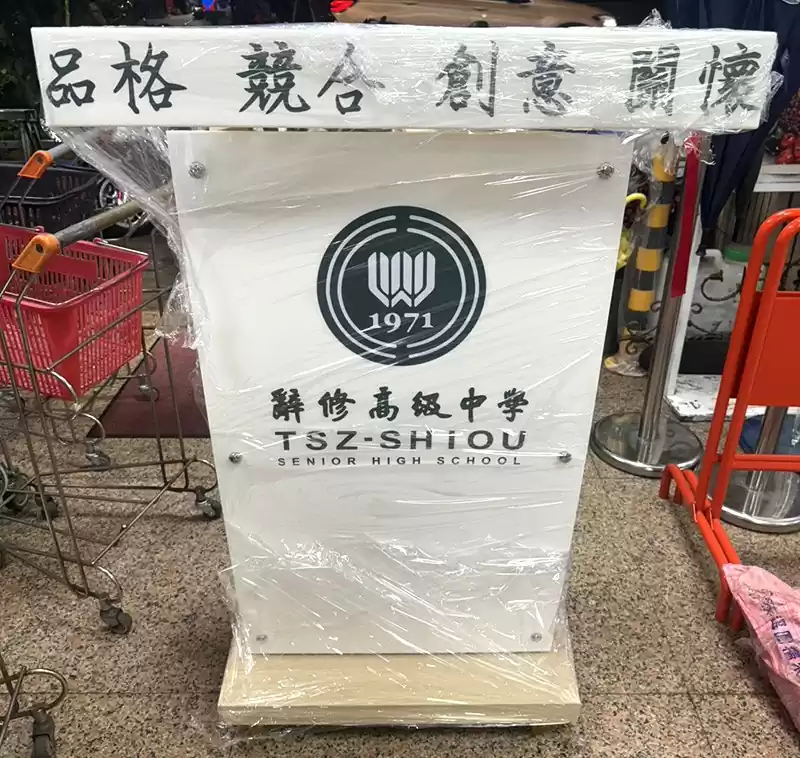 品格 競合 創意 關懷
1971
辭修高級中學
TSZ-SHIOU
SENIOR HIGH SCHOOL